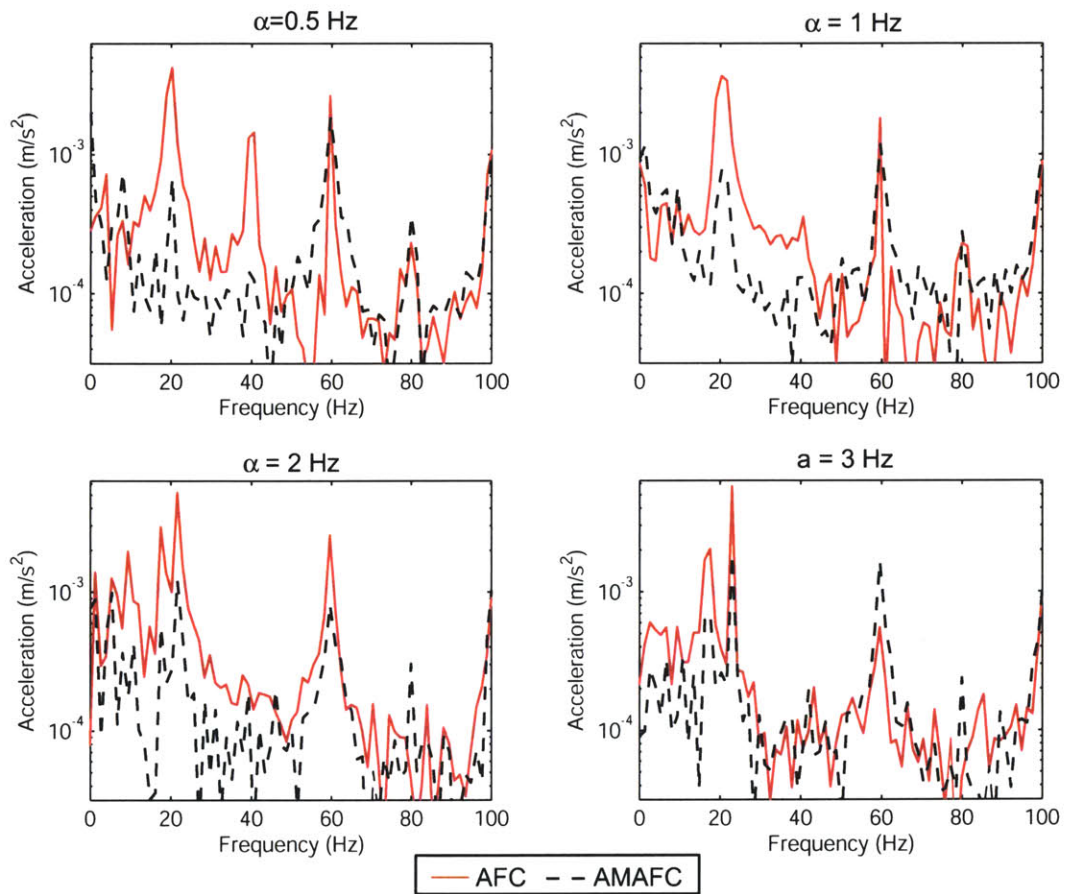 α=0.5 Hz
Acceleration (m/s²)
10⁻³
10⁻⁴
0 20 40 60 80 100
Frequency (Hz)
α = 1 Hz
Acceleration (m/s²)
10⁻³
10⁻⁴
0 20 40 60 80 100
Frequency (Hz)
α = 2 Hz
Acceleration (m/s²)
10⁻³
10⁻⁴
0 20 40 60 80 100
Frequency (Hz)
a = 3 Hz
Acceleration (m/s²)
10⁻³
10⁻⁴
0 20 40 60 80 100
Frequency (Hz)
AFC AMAFC